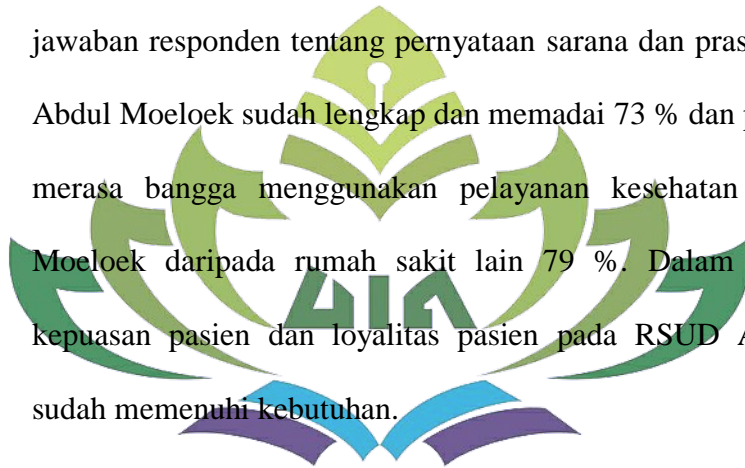 jawaban responden tentang pernyataan sarana dan pras
Abdul Moeloek sudah lengkap dan memadai 73 % dan p
merasa bangga menggunakan pelayanan kesehatan
Moeloek daripada rumah sakit lain 79 %. Dalam
kepuasan pasien dan loyalitas pasien pada RSUD A
sudah memenuhi kebutuhan.
UIN